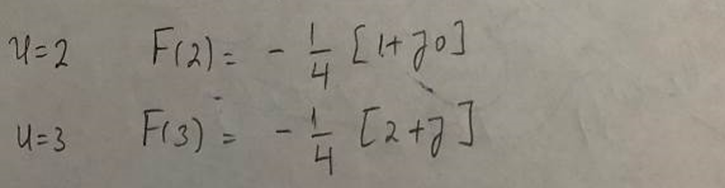 u=2 F(2) = - 1/4 [1+j0]
u=3 F(3) = - 1/4 [2+j]